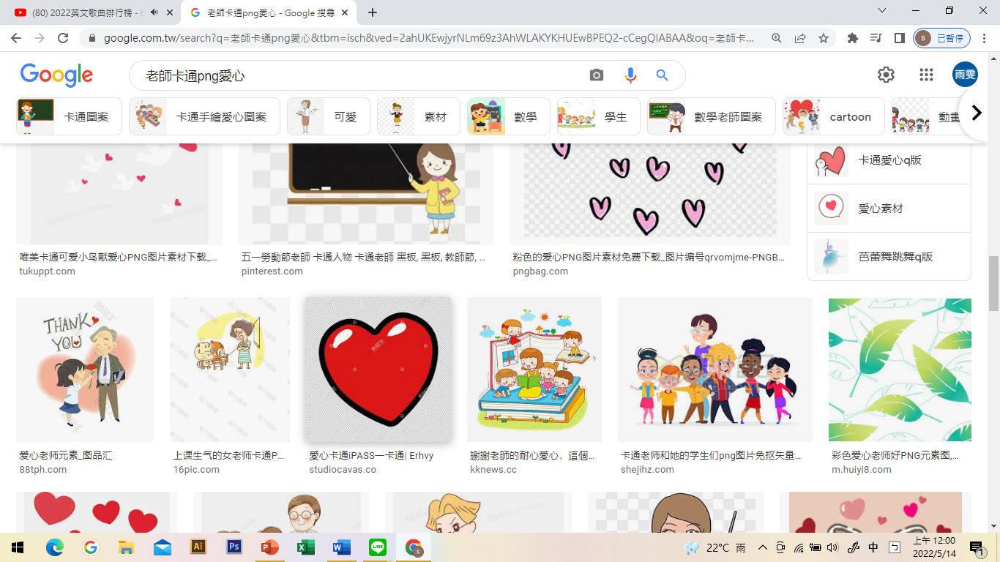 (80) 2022英文歌曲排行榜 - b
老師卡通png愛心 - Google 搜尋
google.com.tw/search?q=老師卡通png愛心&tbm=isch&ved=2ahUKEwjyrNLm69z3AhWLAKYKHUEwBPEQ2-cCegQIABAA&oq=老師卡...
S 已暫停
Google
老師卡通png愛心
雨雯
卡通圖案
卡通手繪愛心圖案
可愛
素材
數學
學生
數學老師圖案
cartoon
動畫
卡通愛心q版
愛心素材
芭蕾舞跳舞q版
唯美卡通可爱小鸟献爱心PNG图片素材下载_...
tukuppt.com
五一勞動節老師 卡通人物 卡通老師 黑板, 黑板, 教師節, ...
pinterest.com
粉色的爱心PNG图片素材免费下载_图片编号qrvomjme-PNGB...
pngbag.com
THANK
YOU
爱心老师元素_图品汇
88tph.com
上课生气的女老师卡通P...
16pic.com
愛心卡通iPASS一卡通| Erhvy
studiocavas.co
謝謝老師的耐心愛心，這個...
kknews.cc
卡通老师和她的学生们png图片免抠矢量...
shejihz.com
彩色爱心老师好PNG元素图,...
m.huiyi8.com
Ai
Ps
P
X
W
LINE
S
22°C 雨
中
ㄅ
上午 12:00
2022/5/14
1